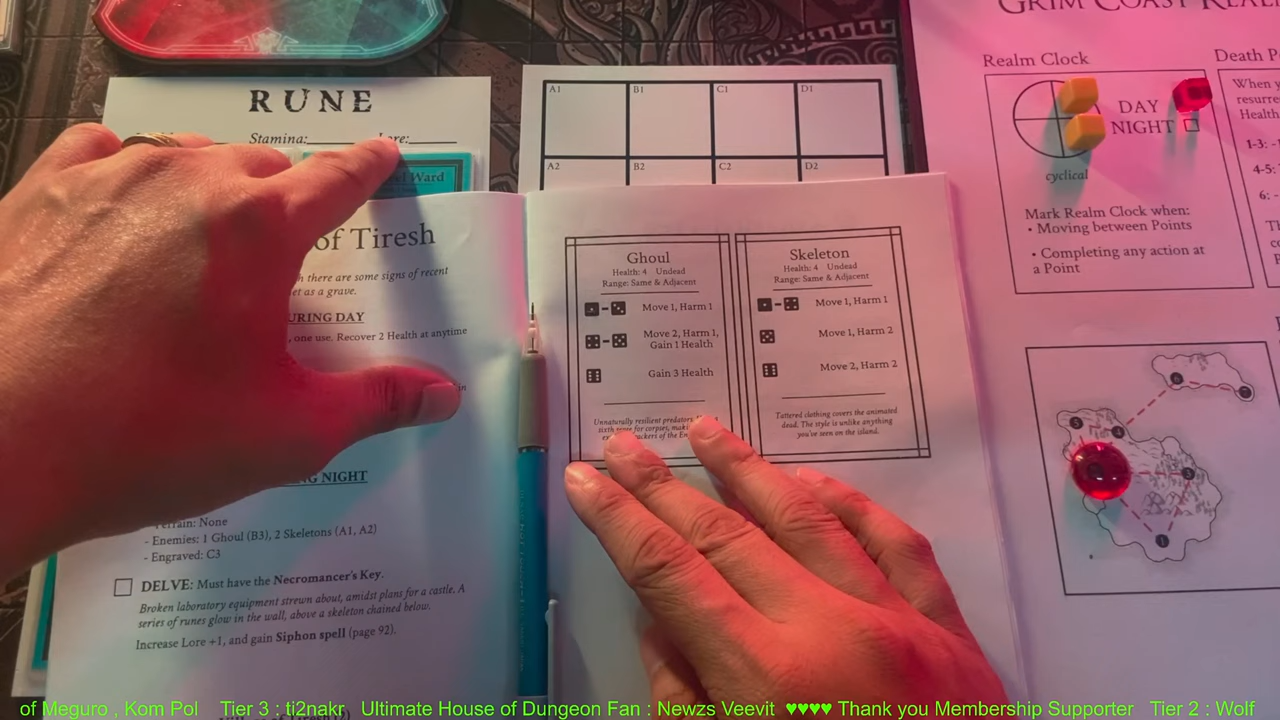 RUNE
Stamina:
Lore:
Ward
of Tiresh
there are some signs of recent
as a grave.
DURING DAY
one use. Recover 2 Health at anytime
in
NIGHT
Terrain: None
- Enemies: 1 Ghoul (B3), 2 Skeletons (A1, A2)
- Engraved: C3
DELVE: Must have the Necromancer's Key.
Broken laboratory equipment strewn about, amidst plans for a castle. A
series of runes glow in the wall, above a skeleton chained below.
Increase Lore +1, and gain Siphon spell (page 92).
A1 B1 C1 D1
A2 B2 C2 D2
Ghoul
Health: 4 Undead
Range: Same & Adjacent
Move 1, Harm 1
Move 2, Harm 1,
Gain 1 Health
Gain 3 Health
Unnaturally resilient predators.
sixth sense for corpses,
Skeleton
Health: 4 Undead
Range: Same & Adjacent
Move 1, Harm 1
Move 1, Harm 2
Move 2, Harm 2
Tattered clothing covers the animated
dead. The style is unlike anything
you've seen on the island.
GRIM COAST REAL
Realm Clock
DAY
NIGHT
cyclical
Mark Realm Clock when:
• Moving between Points
• Completing any action at
a Point
Death P
When y
resurre
Health
1-3: -
4-5:
6: -
of Meguro , Kom Pol Tier 3 : ti2nakr Ultimate House of Dungeon Fan : Newzs Veevit ♥♥♥♥ Thank you Membership Supporter Tier 2 : Wolf